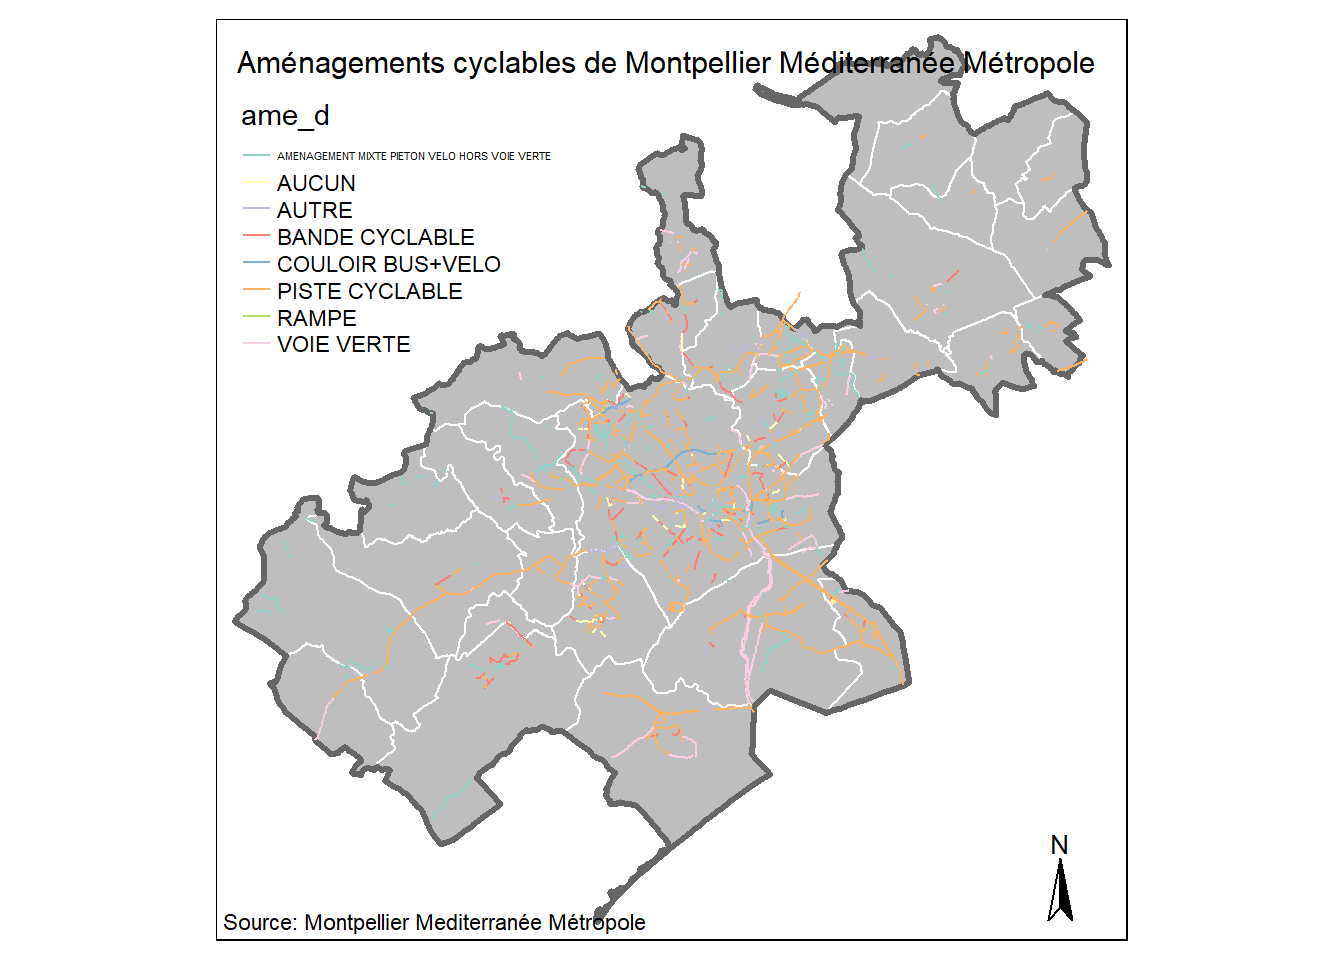 Aménagements cyclables de Montpellier Méditerranée Métropole
ame_d
AMENAGEMENT MIXTE PIETON VELO HORS VOIE VERTE
AUCUN
AUTRE
BANDE CYCLABLE
COULOIR BUS+VELO
PISTE CYCLABLE
RAMPE
VOIE VERTE
N
Source: Montpellier Mediterranée Métropole